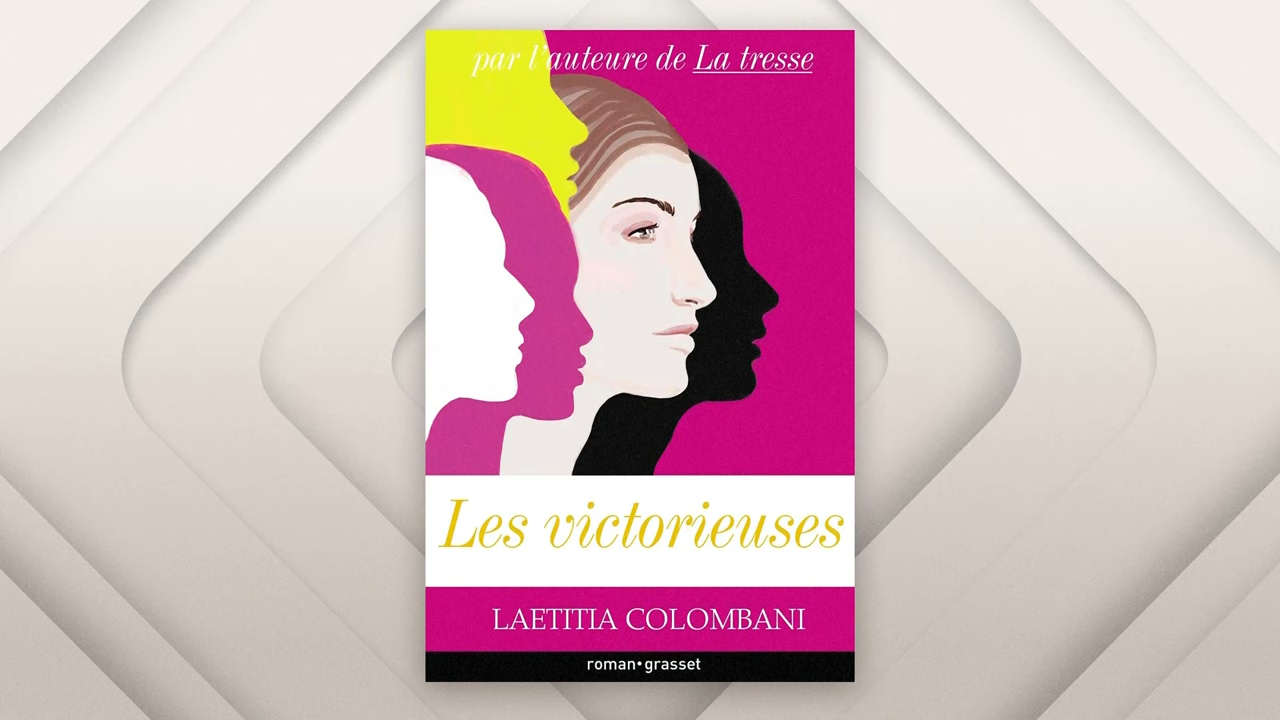 par l'auteure de La tresse
Les victorieuses
LAETITIA COLOMBANI
roman•grasset